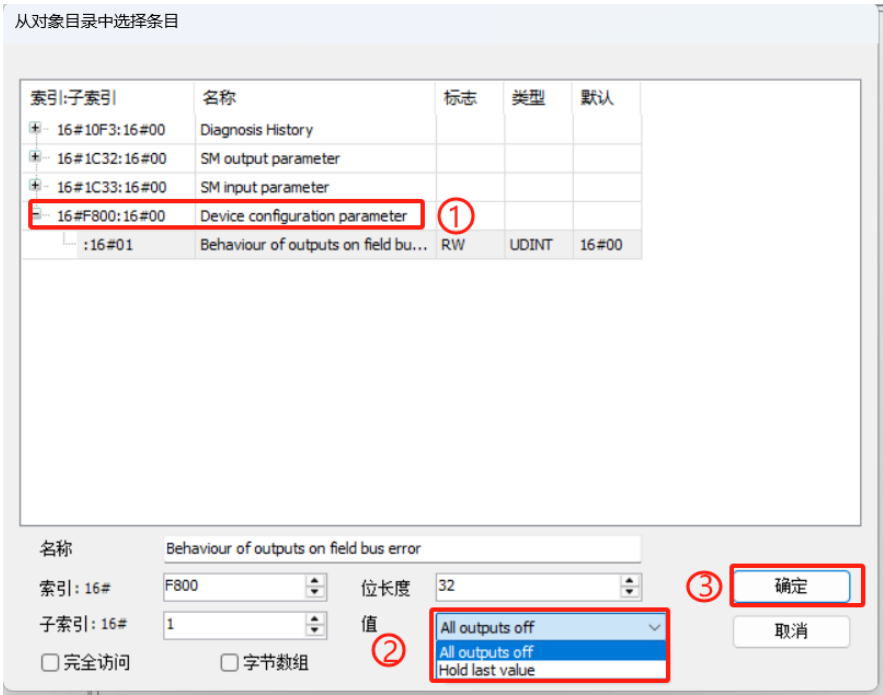 从对象目录中选择条目
索引:子索引 名称 标志 类型 默认
16#10F3:16#00 Diagnosis History
16#1C32:16#00 SM output parameter
16#1C33:16#00 SM input parameter
16#F800:16#00 Device configuration parameter ①
:16#01 Behaviour of outputs on field bu... RW UDINT 16#00
名称 Behaviour of outputs on field bus error
索引: 16# F800 位长度 32 ③ 确定
子索引: 16# 1 值 All outputs off 取消
② All outputs off
完全访问 字节数组 Hold last value